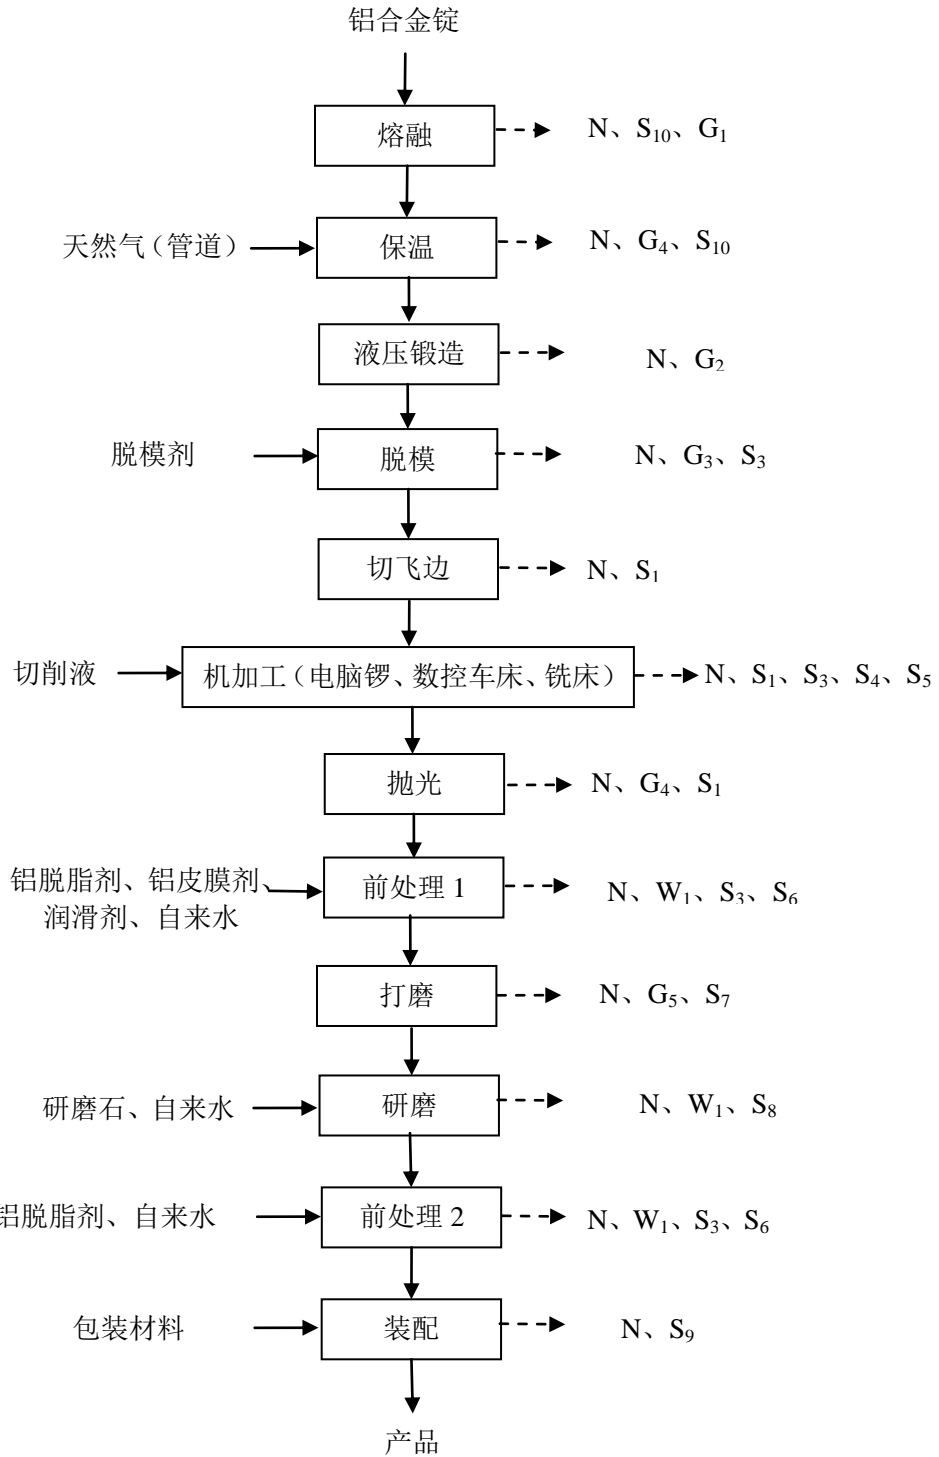 铝合金锭
熔融
N、S₁₀、G₁
天然气（管道）
保温
N、G₄、S₁₀
液压锻造
N、G₂
脱模剂
脱模
N、G₃、S₃
切飞边
N、S₁
切削液
机加工（电脑锣、数控车床、铣床）
N、S₁、S₃、S₄、S₅
抛光
N、G₄、S₁
铝脱脂剂、铝皮膜剂、
润滑剂、自来水
前处理 1
N、W₁、S₃、S₆
打磨
N、G₅、S₇
研磨石、自来水
研磨
N、W₁、S₈
铝脱脂剂、自来水
前处理 2
N、W₁、S₃、S₆
包装材料
装配
N、S₉
产品